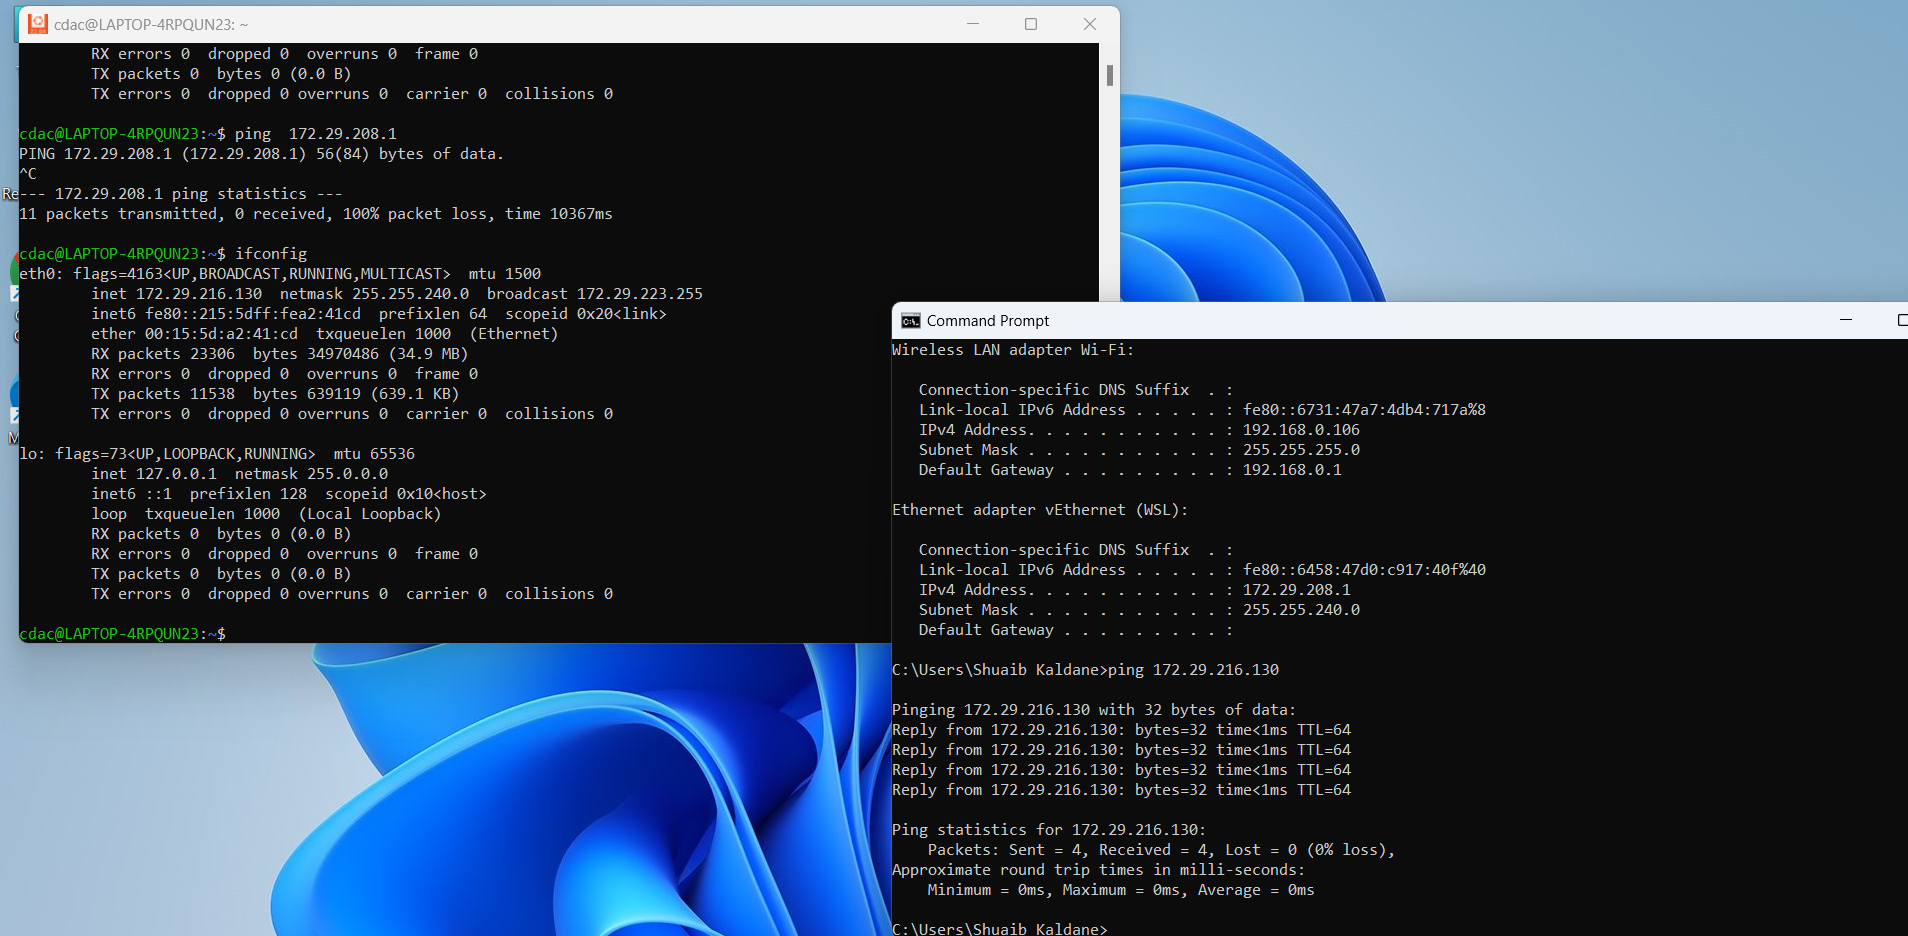 cdac@LAPTOP-4RPQUN23: ~
RX errors 0  dropped 0  overruns 0  frame 0
TX packets 0  bytes 0 (0.0 B)
TX errors 0  dropped 0 overruns 0  carrier 0  collisions 0
cdac@LAPTOP-4RPQUN23:~$ ping  172.29.208.1
PING 172.29.208.1 (172.29.208.1) 56(84) bytes of data.
^C
Re
--- 172.29.208.1 ping statistics ---
11 packets transmitted, 0 received, 100% packet loss, time 10367ms
cdac@LAPTOP-4RPQUN23:~$ ifconfig
eth0: flags=4163<UP,BROADCAST,RUNNING,MULTICAST>  mtu 1500
inet 172.29.216.130  netmask 255.255.240.0  broadcast 172.29.223.255
inet6 fe80::215:5dff:fea2:41cd  prefixlen 64  scopeid 0x20<link>
ether 00:15:5d:a2:41:cd  txqueuelen 1000  (Ethernet)
RX packets 23306  bytes 34970486 (34.9 MB)
RX errors 0  dropped 0  overruns 0  frame 0
TX packets 11538  bytes 639119 (639.1 KB)
TX errors 0  dropped 0 overruns 0  carrier 0  collisions 0
lo: flags=73<UP,LOOPBACK,RUNNING>  mtu 65536
inet 127.0.0.1  netmask 255.0.0.0
inet6 ::1  prefixlen 128  scopeid 0x10<host>
loop  txqueuelen 1000  (Local Loopback)
RX packets 0  bytes 0 (0.0 B)
RX errors 0  dropped 0  overruns 0  frame 0
TX packets 0  bytes 0 (0.0 B)
TX errors 0  dropped 0 overruns 0  carrier 0  collisions 0
cdac@LAPTOP-4RPQUN23:~$
Command Prompt
Wireless LAN adapter Wi-Fi:
Connection-specific DNS Suffix  . :
Link-local IPv6 Address . . . . . : fe80::6731:47a7:4db4:717a%8
IPv4 Address. . . . . . . . . . . : 192.168.0.106
Subnet Mask . . . . . . . . . . . : 255.255.255.0
Default Gateway . . . . . . . . . : 192.168.0.1
Ethernet adapter vEthernet (WSL):
Connection-specific DNS Suffix  . :
Link-local IPv6 Address . . . . . : fe80::6458:47d0:c917:40f%40
IPv4 Address. . . . . . . . . . . : 172.29.208.1
Subnet Mask . . . . . . . . . . . : 255.255.240.0
Default Gateway . . . . . . . . . :
C:\Users\Shuaib Kaldane>ping 172.29.216.130
Pinging 172.29.216.130 with 32 bytes of data:
Reply from 172.29.216.130: bytes=32 time<1ms TTL=64
Reply from 172.29.216.130: bytes=32 time<1ms TTL=64
Reply from 172.29.216.130: bytes=32 time<1ms TTL=64
Reply from 172.29.216.130: bytes=32 time<1ms TTL=64
Ping statistics for 172.29.216.130:
Packets: Sent = 4, Received = 4, Lost = 0 (0% loss),
Approximate round trip times in milli-seconds:
Minimum = 0ms, Maximum = 0ms, Average = 0ms
C:\Users\Shuaib Kaldane>